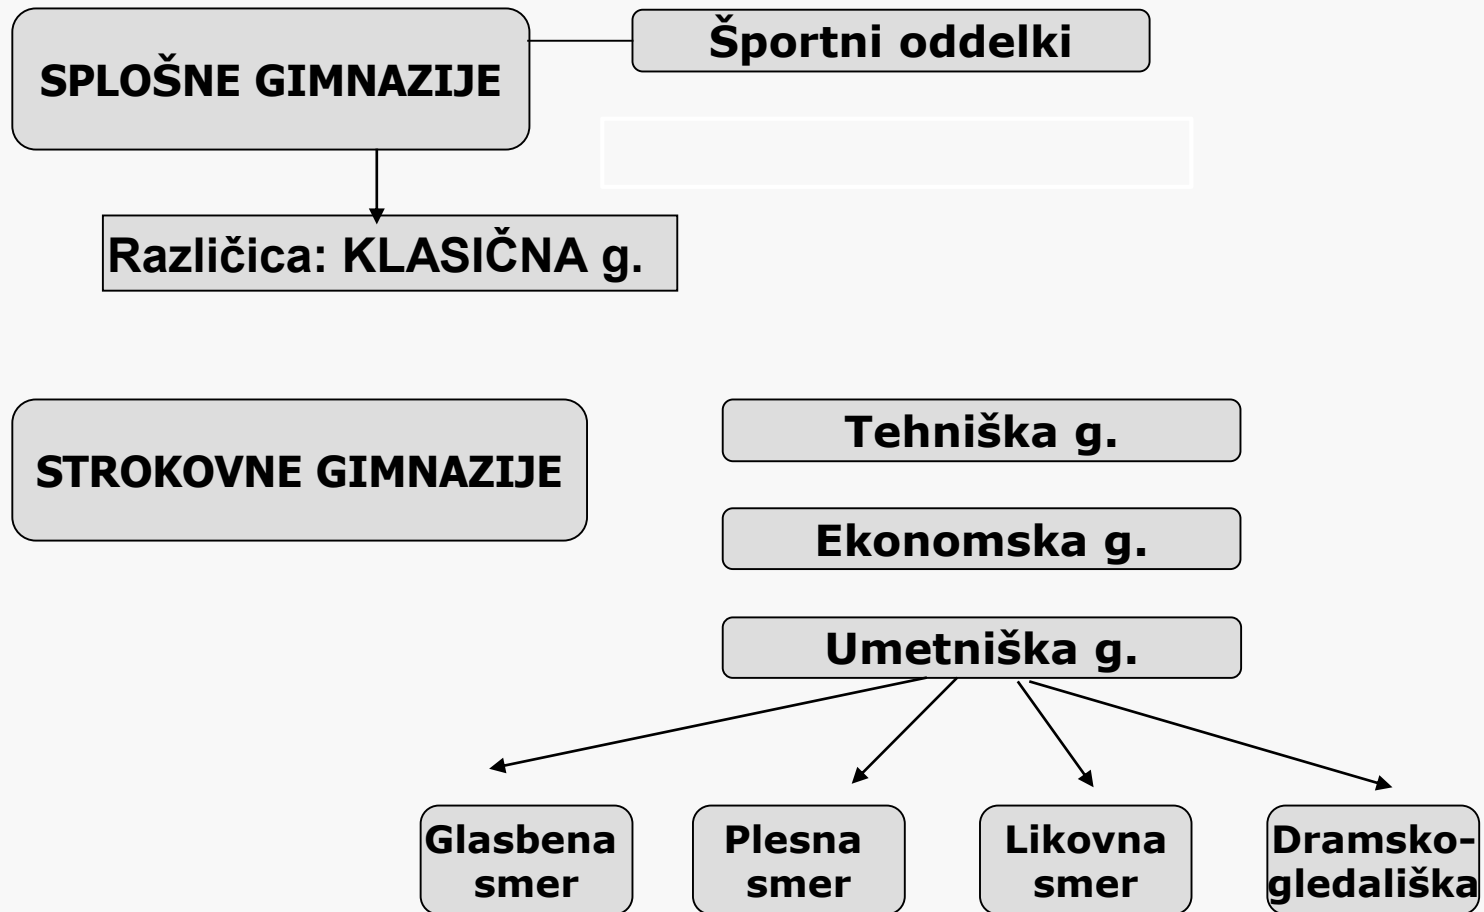 SPLOŠNE GIMNAZIJE
Športni oddelki
Različica: KLASIČNA g.
STROKOVNE GIMNAZIJE
Tehniška g.
Ekonomska g.
Umetniška g.
Glasbena
smer
Plesna
smer
Likovna
smer
Dramsko-
gledališka